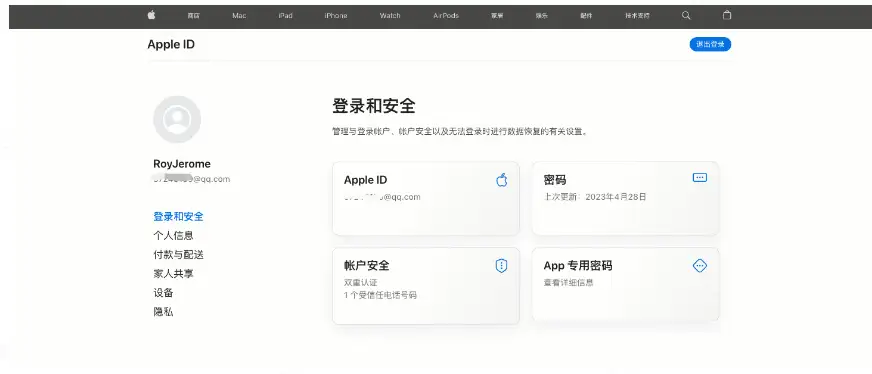 商店 Mac iPad iPhone Watch AirPods 家居 娱乐 配件 技术支持
Apple ID
退出登录
登录和安全
管理与登录帐户、帐户安全以及无法登录时进行数据恢复的有关设置。
RoyJerome
@qq.com
登录和安全
个人信息
付款与配送
家人共享
设备
隐私
Apple ID
@qq.com
密码
上次更新：2023年4月28日
帐户安全
双重认证
1 个受信任电话号码
App 专用密码
查看详细信息